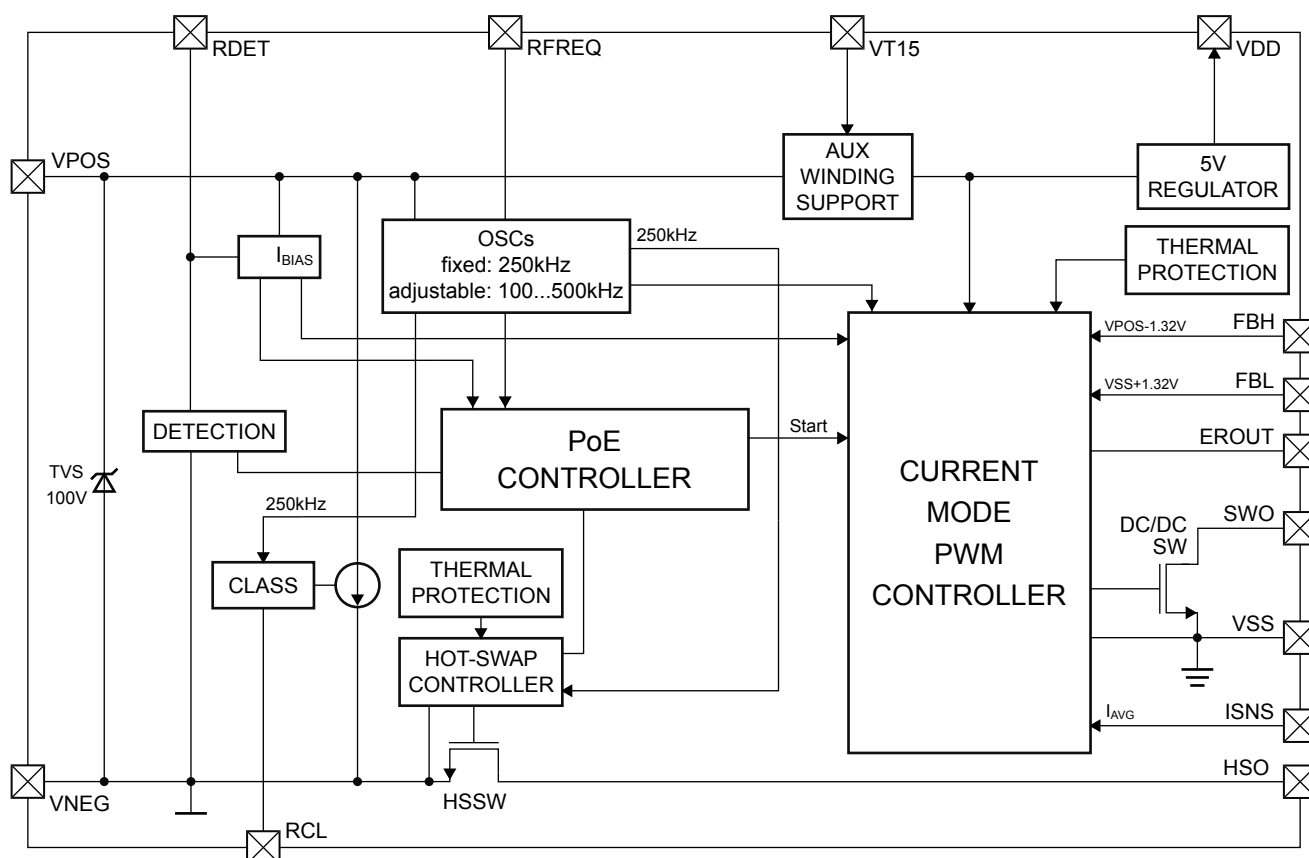 RDET
RFREQ
VT15
VDD
VPOS
AUX
WINDING
SUPPORT
5V
REGULATOR
IBIAS
OSCs
fixed: 250kHz
adjustable: 100...500kHz
250kHz
THERMAL
PROTECTION
VPOS-1.32V
FBH
VSS+1.32V
FBL
DETECTION
PoE
CONTROLLER
Start
EROUT
TVS
100V
250kHz
CURRENT
MODE
PWM
CONTROLLER
DC/DC
SW
SWO
CLASS
THERMAL
PROTECTION
VSS
HOT-SWAP
CONTROLLER
IAVG
ISNS
VNEG
HSSW
HSO
RCL